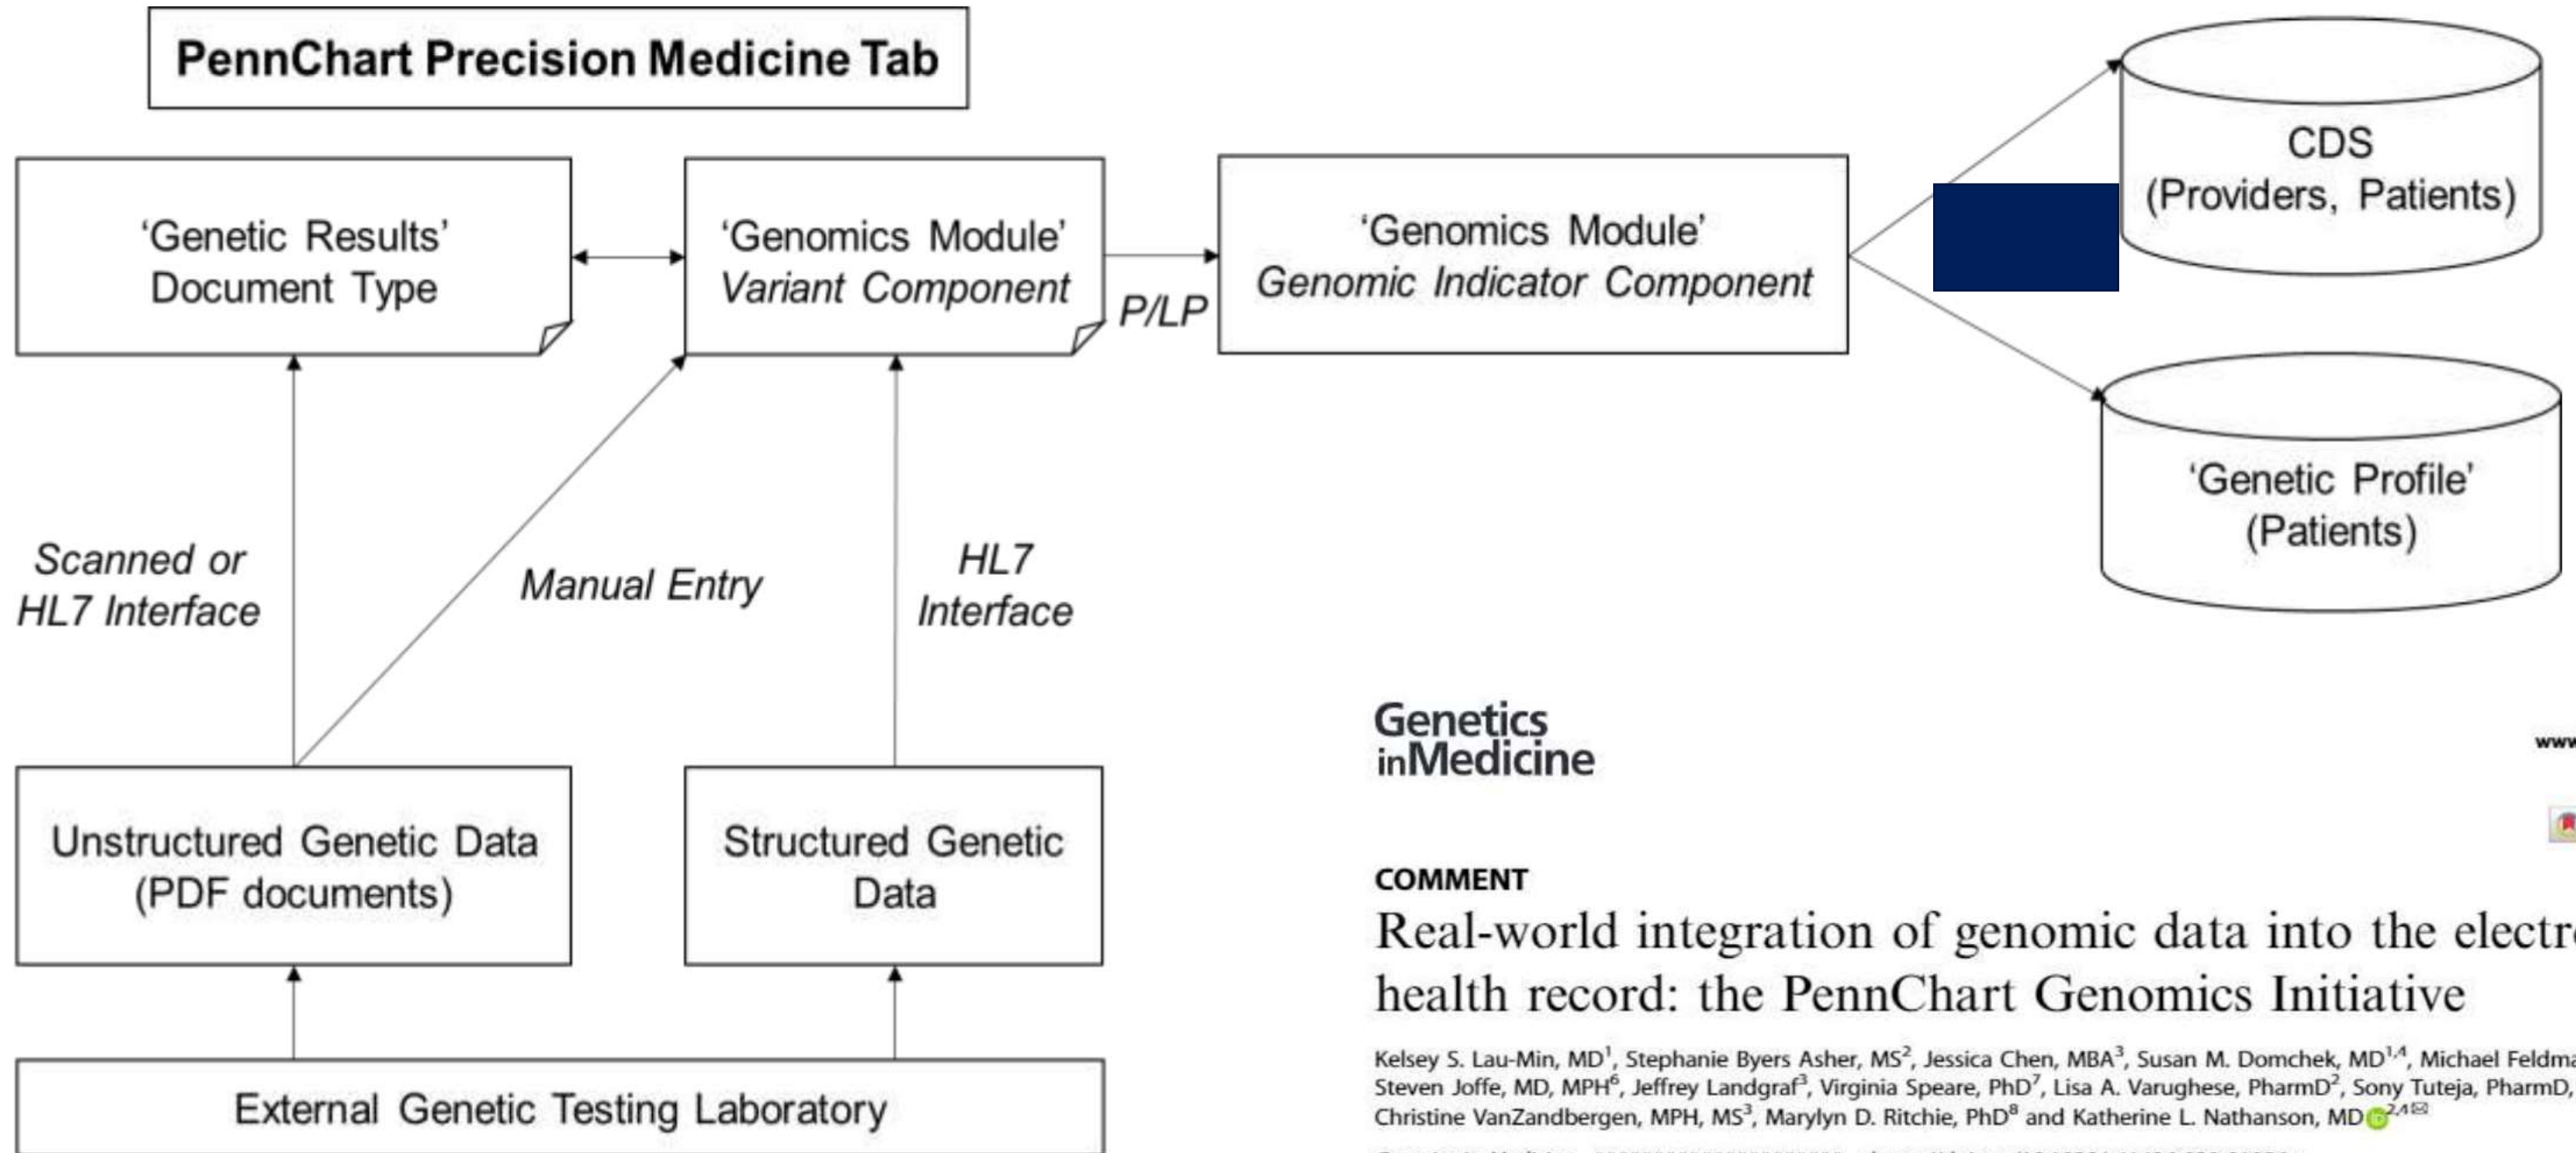 PennChart Precision Medicine Tab
'Genetic Results'
Document Type
'Genomics Module'
Variant Component
P/LP
'Genomics Module'
Genomic Indicator Component
CDS
(Providers, Patients)
'Genetic Profile'
(Patients)
Scanned or
HL7 Interface
Manual Entry
HL7
Interface
Unstructured Genetic Data
(PDF documents)
Structured Genetic
Data
External Genetic Testing Laboratory
Genetics
inMedicine
www
COMMENT
Real-world integration of genomic data into the electr
health record: the PennChart Genomics Initiative
Kelsey S. Lau-Min, MD1, Stephanie Byers Asher, MS2, Jessica Chen, MBA3, Susan M. Domchek, MD1,4, Michael Feldma
Steven Joffe, MD, MPH6, Jeffrey Landgraf3, Virginia Speare, PhD7, Lisa A. Varughese, PharmD2, Sony Tuteja, PharmD,
Christine VanZandbergen, MPH, MS3, Marylyn D. Ritchie, PhD8 and Katherine L. Nathanson, MD iD 2,4✉